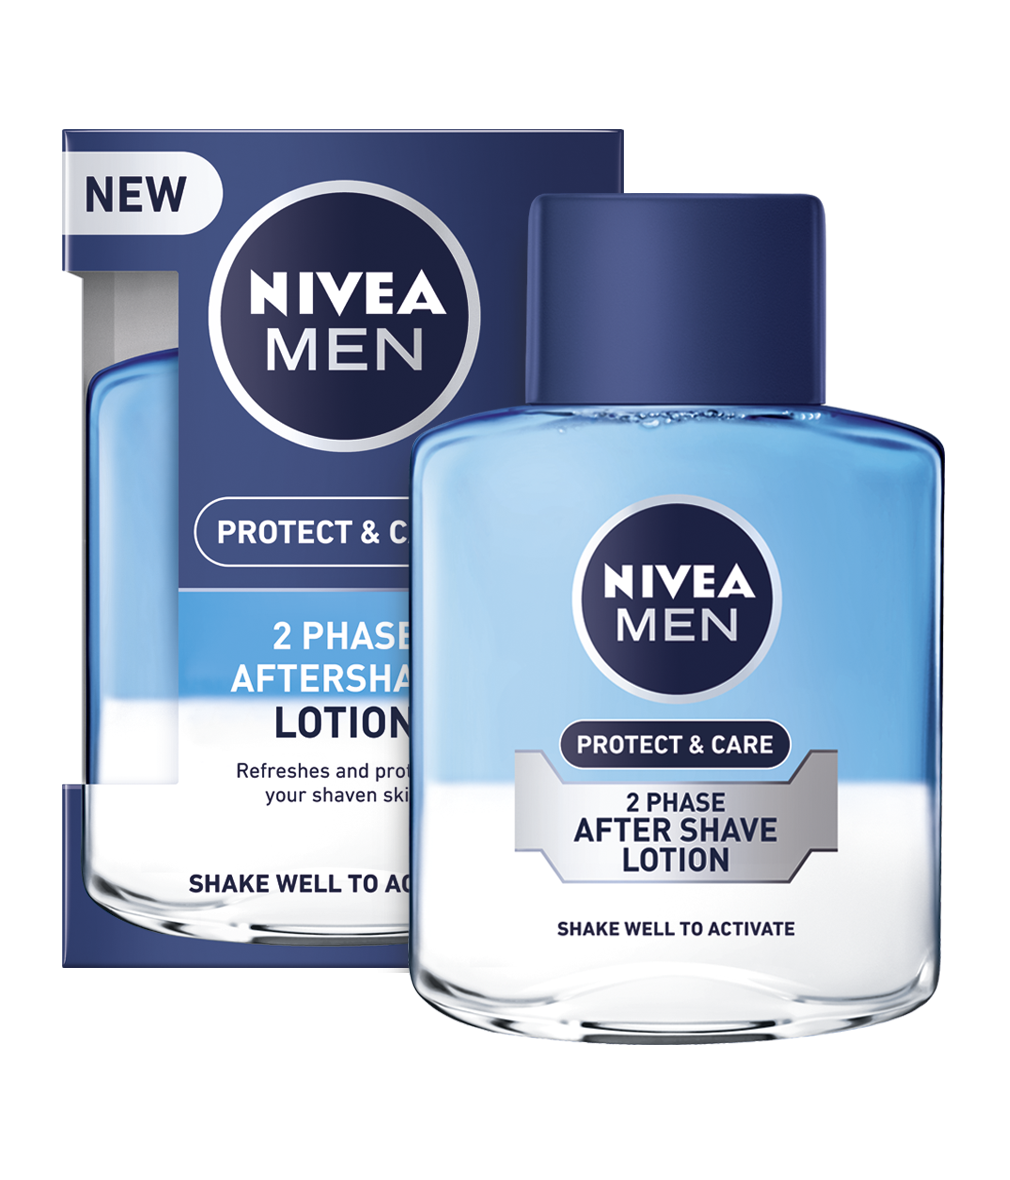 NEW
NIVEA
MEN
PROTECT & C
2 PHASE
AFTERSHA
LOTION
Refreshes and prot
your shaven ski
SHAKE WELL TO AC
NIVEA
MEN
PROTECT & CARE
2 PHASE
AFTER SHAVE
LOTION
SHAKE WELL TO ACTIVATE